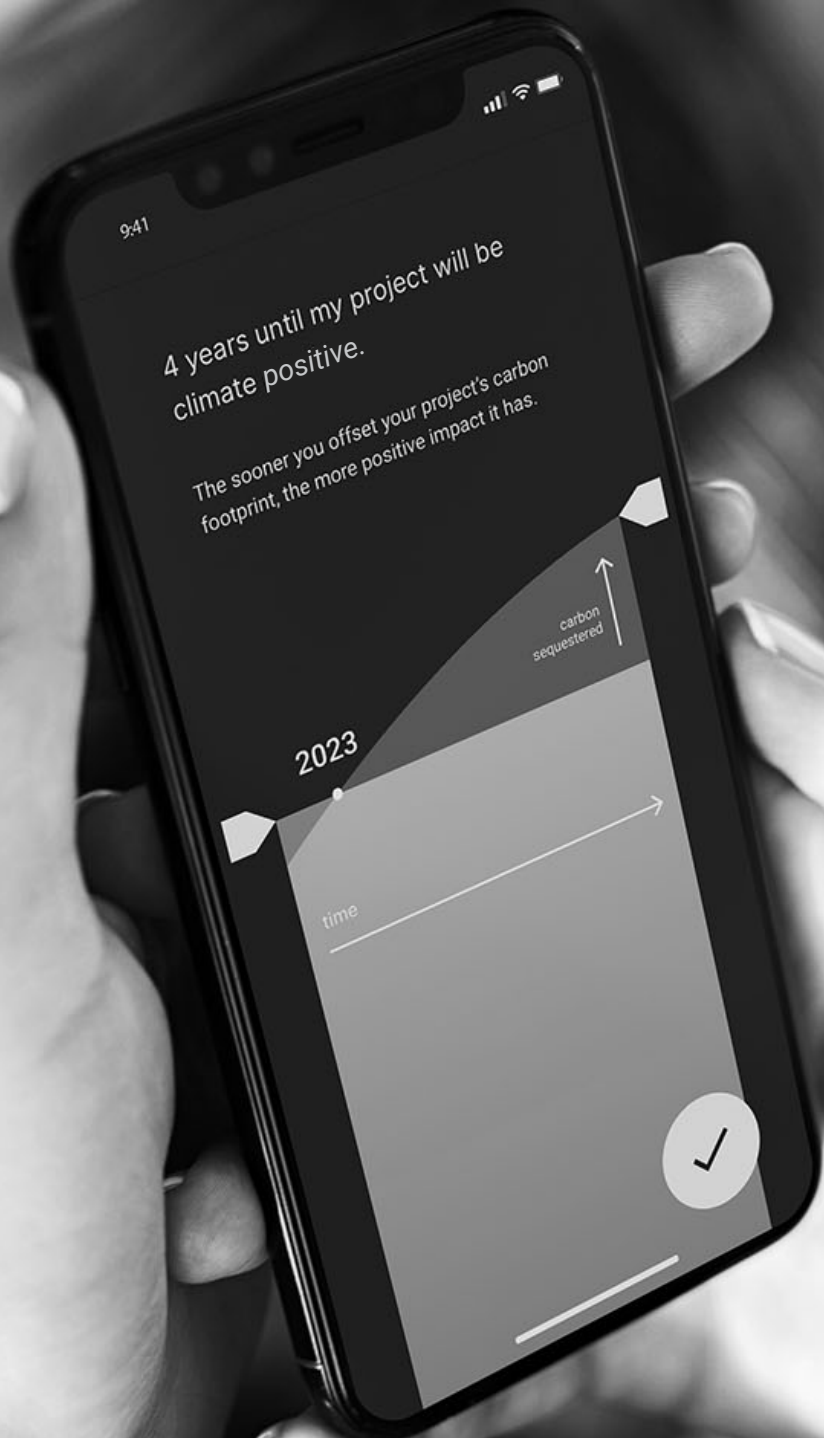 9:41
4 years until my project will be
climate positive.
The sooner you offset your project's carbon
footprint, the more positive impact it has.
carbon
sequestered
2023
time